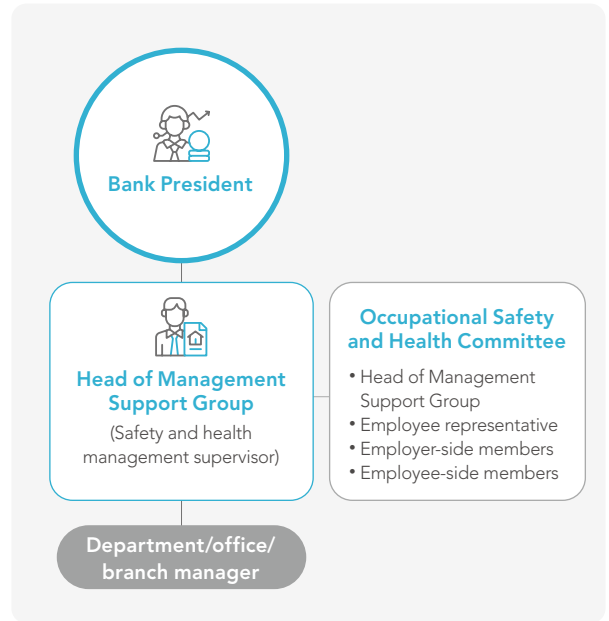 Bank President
Head of Management
Support Group
(Safety and health
management supervisor)
Occupational Safety
and Health Committee
• Head of Management
Support Group
• Employee representative
• Employer-side members
• Employee-side members
Department/office/
branch manager